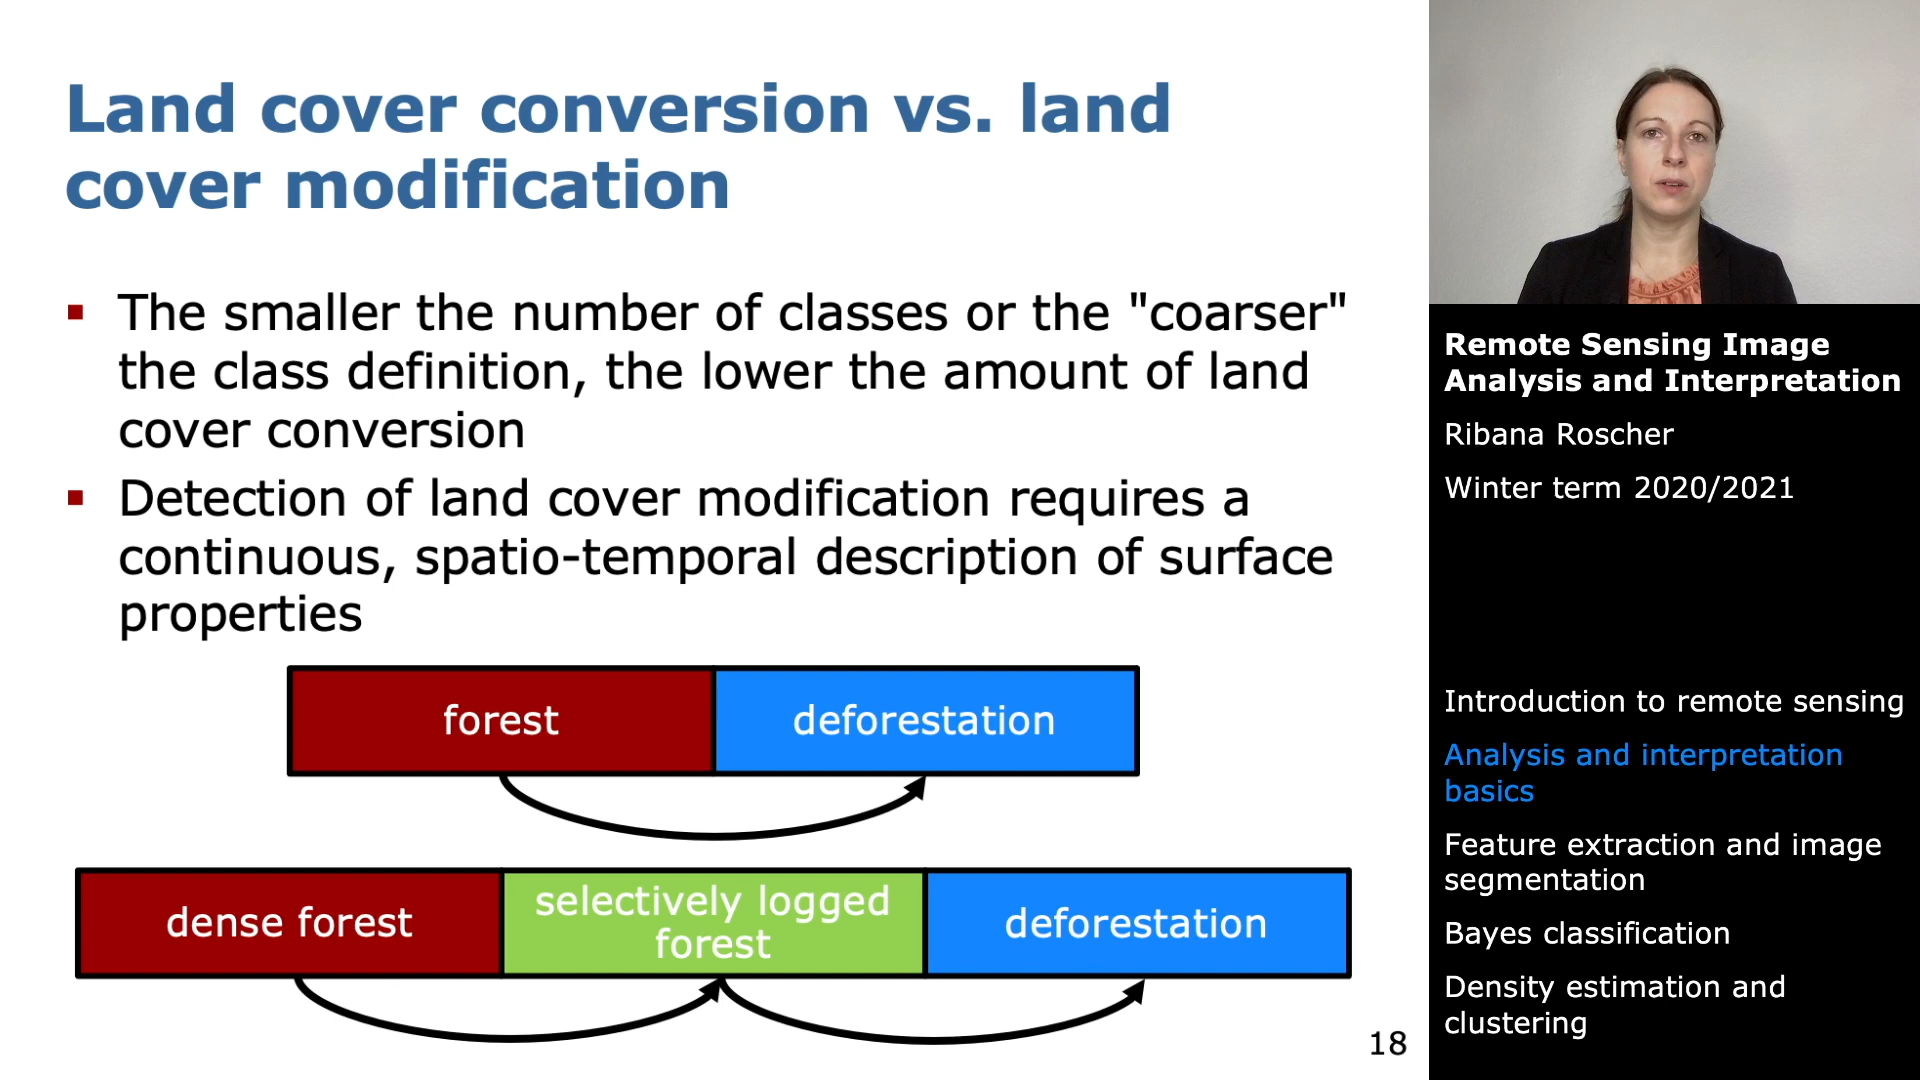 Land cover conversion vs. land
cover modification
The smaller the number of classes or the "coarser"
the class definition, the lower the amount of land
cover conversion
Detection of land cover modification requires a
continuous, spatio-temporal description of surface
properties
forest
deforestation
dense forest
selectively logged
forest
deforestation
18
Remote Sensing Image
Analysis and Interpretation
Ribana Roscher
Winter term 2020/2021
Introduction to remote sensing
Analysis and interpretation
basics
Feature extraction and image
segmentation
Bayes classification
Density estimation and
clustering